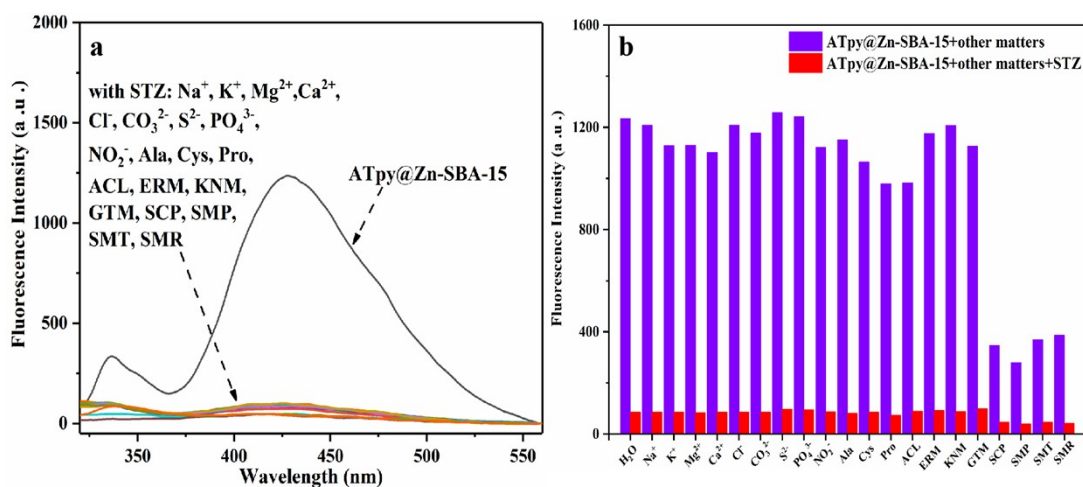 a
2000
1500
1000
500
0
Fluorescence Intensity (a .u .)
with STZ: Na⁺, K⁺, Mg²⁺,Ca²⁺,
Cl⁻, CO₃²⁻, S²⁻, PO₄³⁻,
NO₂⁻, Ala, Cys, Pro,
ACL, ERM, KNM,
GTM, SCP, SMP,
SMT, SMR
ATpy@Zn-SBA-15
350 400 450 500 550
Wavelength (nm)
b
1600
1200
800
400
0
Fluorescence Intensity (a .u .)
ATpy@Zn-SBA-15+other matters
ATpy@Zn-SBA-15+other matters+STZ
H₂O Na⁺ K⁺ Mg²⁺ Ca²⁺ Cl⁻ CO₃²⁻ S²⁻ PO₄³⁻ NO₂⁻ Ala Cys Pro ACL ERM KNM GTM SCP SMP SMT SMR